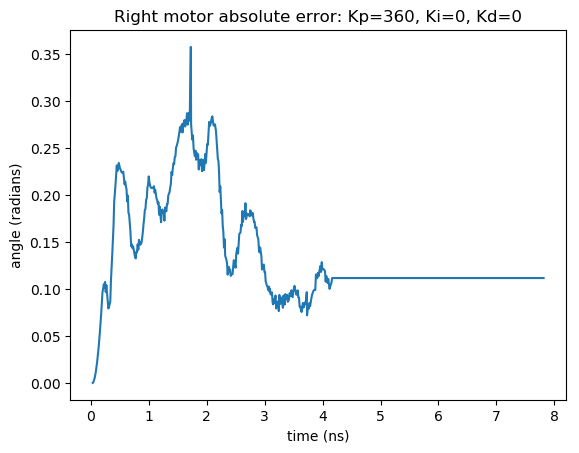 Right motor absolute error: Kp=360, Ki=0, Kd=0
angle (radians)
0.35
0.30
0.25
0.20
0.15
0.10
0.05
0.00
0 1 2 3 4 5 6 7 8
time (ns)